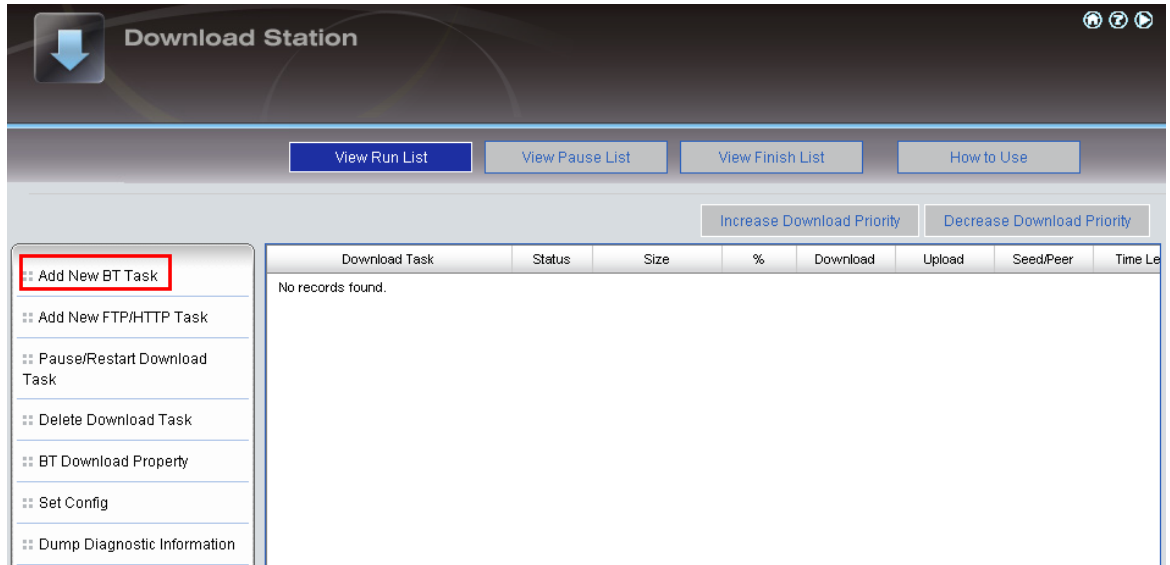 Download Station
View Run List
View Pause List
View Finish List
How to Use
Increase Download Priority
Decrease Download Priority
Add New BT Task
Add New FTP/HTTP Task
Pause/Restart Download
Task
Delete Download Task
BT Download Property
Set Config
Dump Diagnostic Information
Download Task Status Size % Download Upload Seed/Peer Time Le
No records found.